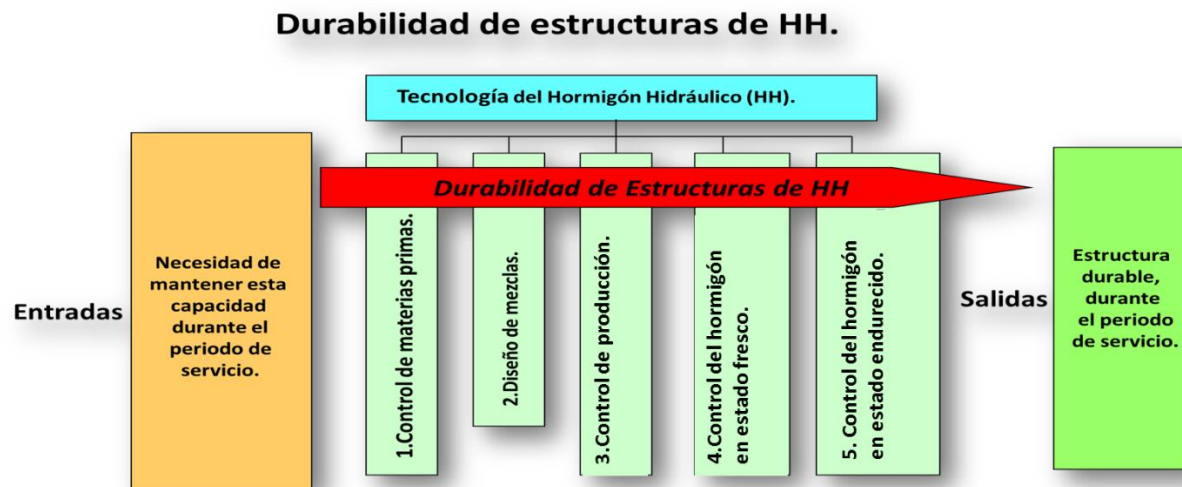 Durabilidad de estructuras de HH.
Tecnología del Hormigón Hidráulico (HH).
Durabilidad de Estructuras de HH
Entradas
Necesidad de
mantener esta
capacidad
durante el
periodo de
servicio.
1.Control de materias primas.
2.Diseño de mezclas.
3.Control de producción.
4.Control del hormigón
en estado fresco.
5. Control del hormigón
en estado endurecido.
Salidas
Estructura
durable,
durante
el periodo
de servicio.